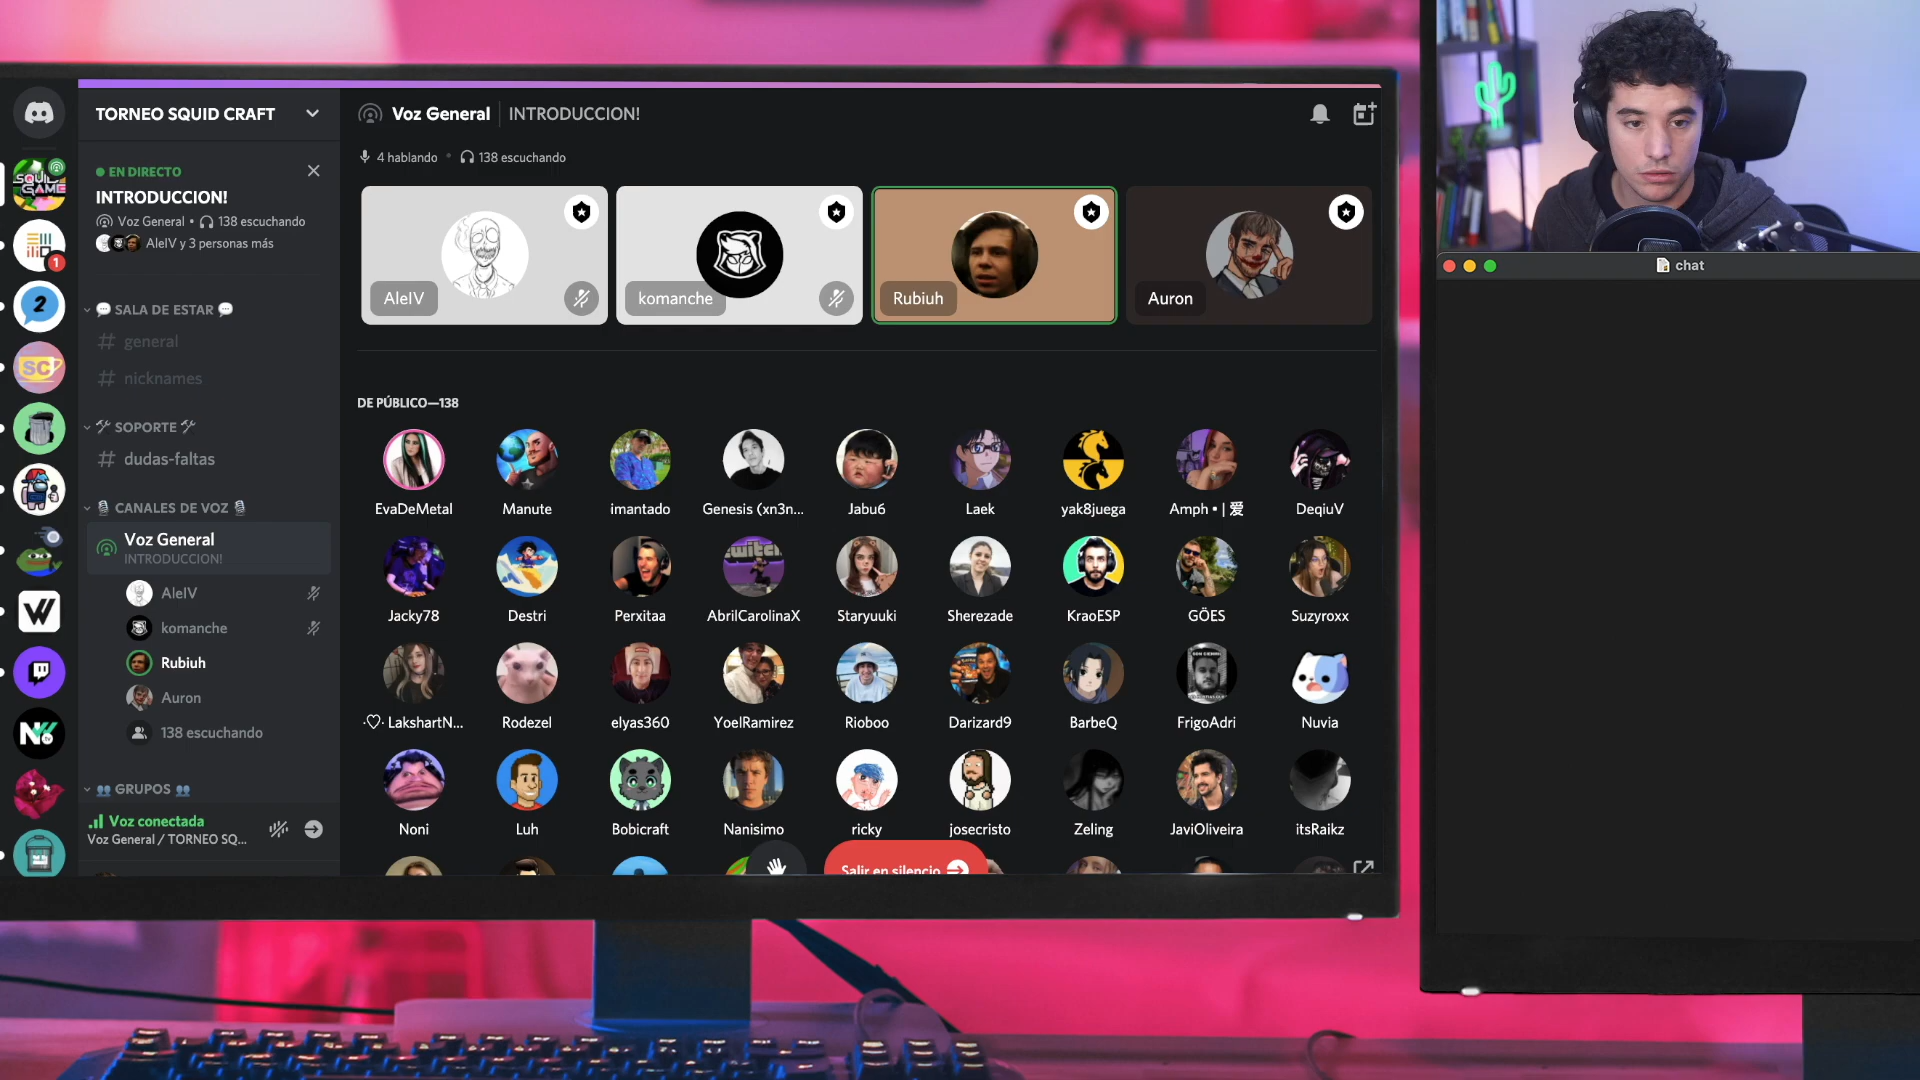 TORNEO SQUID CRAFT
EN DIRECTO
INTRODUCCION!
Voz General • 138 escuchando
AleIV y 3 personas más
SALA DE ESTAR
general
nicknames
SOPORTE
dudas-faltas
CANALES DE VOZ
Voz General
INTRODUCCION!
AleIV
komanche
Rubiuh
Auron
138 escuchando
GRUPOS
Voz conectada
Voz General / TORNEO SQ...
SQUID
GAME
1
2
SC
Voz General INTRODUCCION!
4 hablando • 138 escuchando
AleIV komanche Rubiuh Auron
DE PÚBLICO—138
EvaDeMetal Manute imantado Genesis (xn3n... Jabu6 Laek yak8juega Amph • | 爱 DeqiuV
Jacky78 Destri Perxitaa AbrilCarolinaX Staryuuki Sherezade KraoESP GÖES Suzyroxx
·♡· LakshartN... Rodezel elyas360 YoelRamirez Rioboo Darizard9 BarbeQ FrigoAdri Nuvia
Noni Luh Bobicraft Nanisimo ricky josecristo Zeling JaviOliveira itsRaikz
Salir en silencio
chat